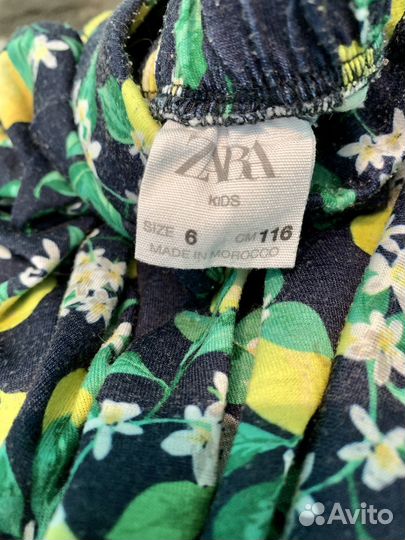 ZARA
KIDS
SIZE 6 CM 116
MADE IN MOROCCO
Avito